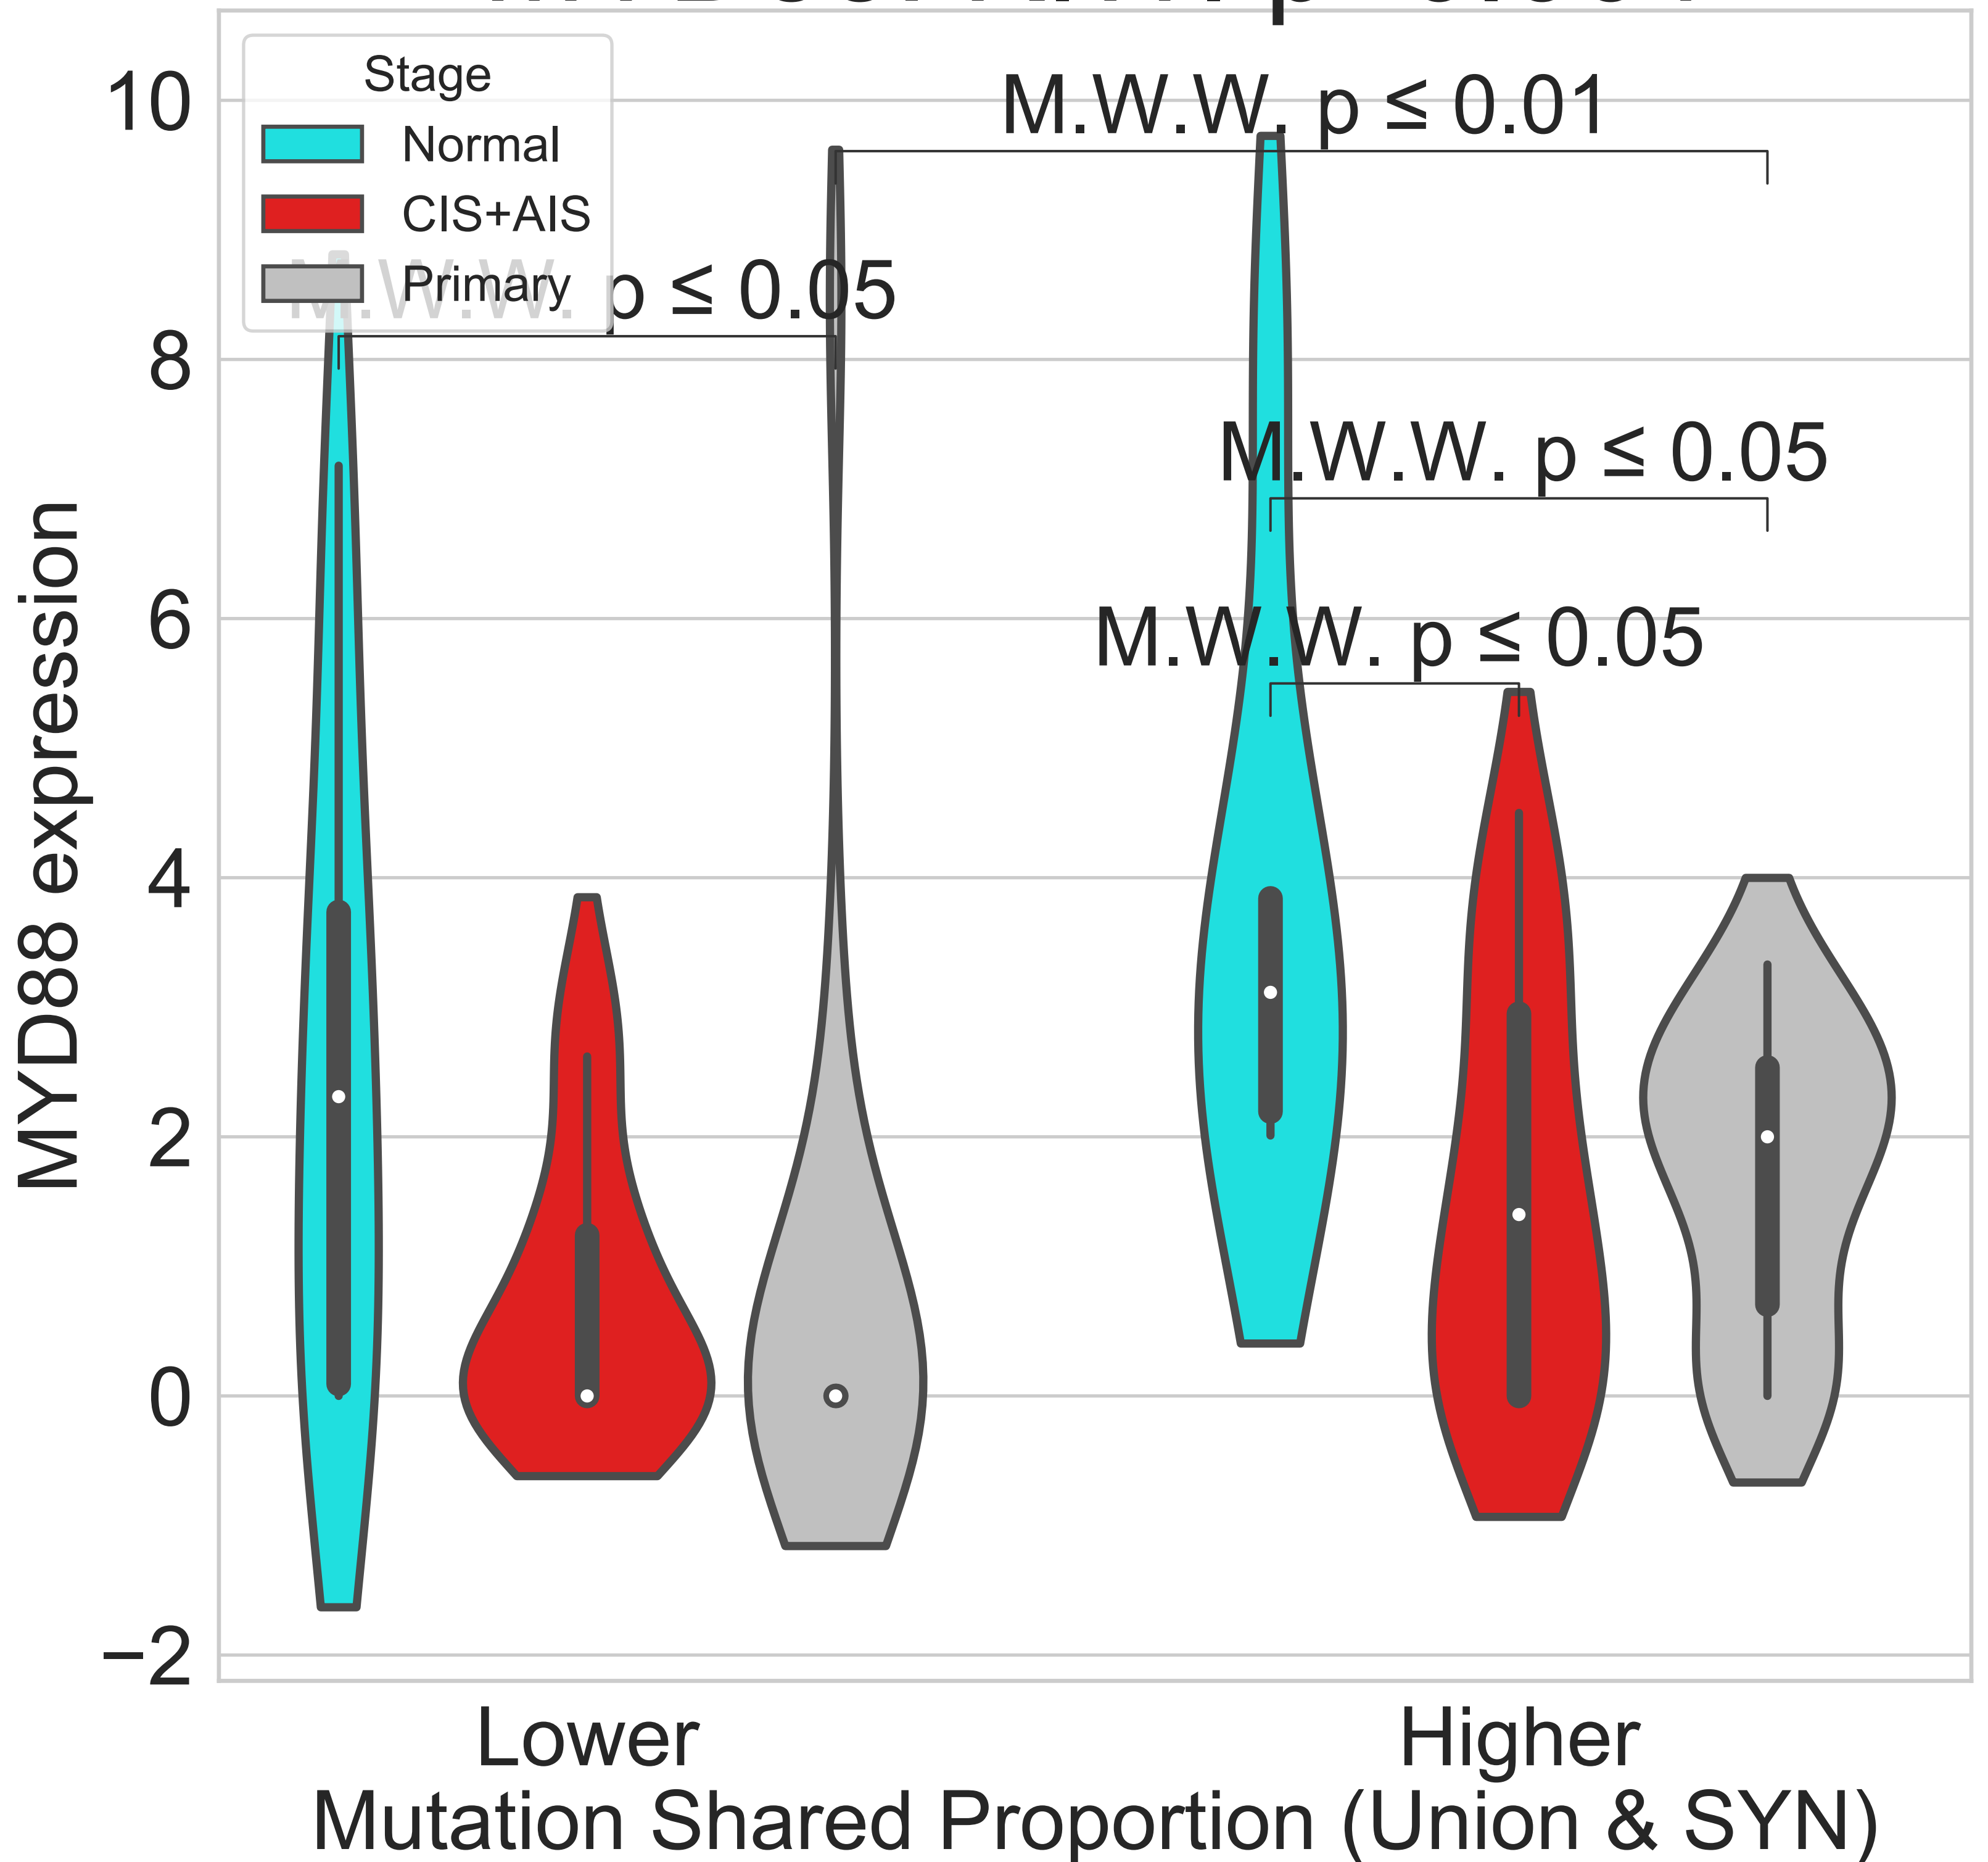 10
8
6
4
2
0
−2
MYD88 expression
Stage
Normal
CIS+AIS
Primary
M.W.W. p ≤ 0.01
M.W.W. p ≤ 0.05
M.W.W. p ≤ 0.05
M.W.W. p ≤ 0.05
Lower
Higher
Mutation Shared Proportion (Union & SYN)